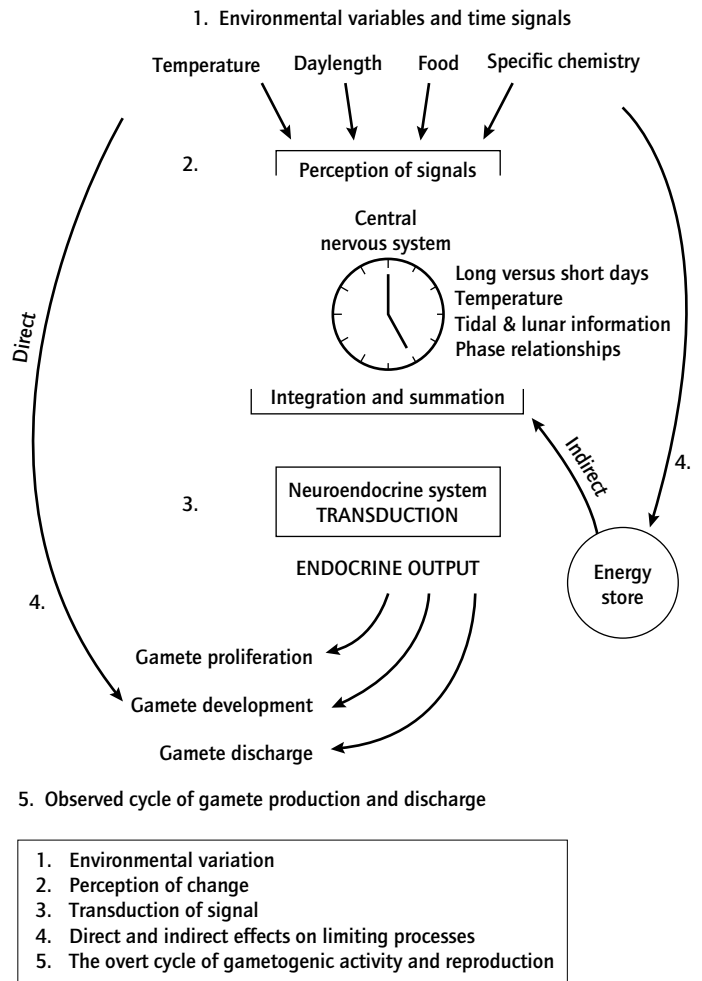 1. Environmental variables and time signals
Temperature Daylength Food Specific chemistry
2. Perception of signals
Central
nervous system
Long versus short days
Temperature
Tidal & lunar information
Phase relationships
Direct
Integration and summation
Indirect
4.
3. Neuroendocrine system
TRANSDUCTION
ENDOCRINE OUTPUT
Energy
store
4.
Gamete proliferation
Gamete development
Gamete discharge
5. Observed cycle of gamete production and discharge
1. Environmental variation
2. Perception of change
3. Transduction of signal
4. Direct and indirect effects on limiting processes
5. The overt cycle of gametogenic activity and reproduction